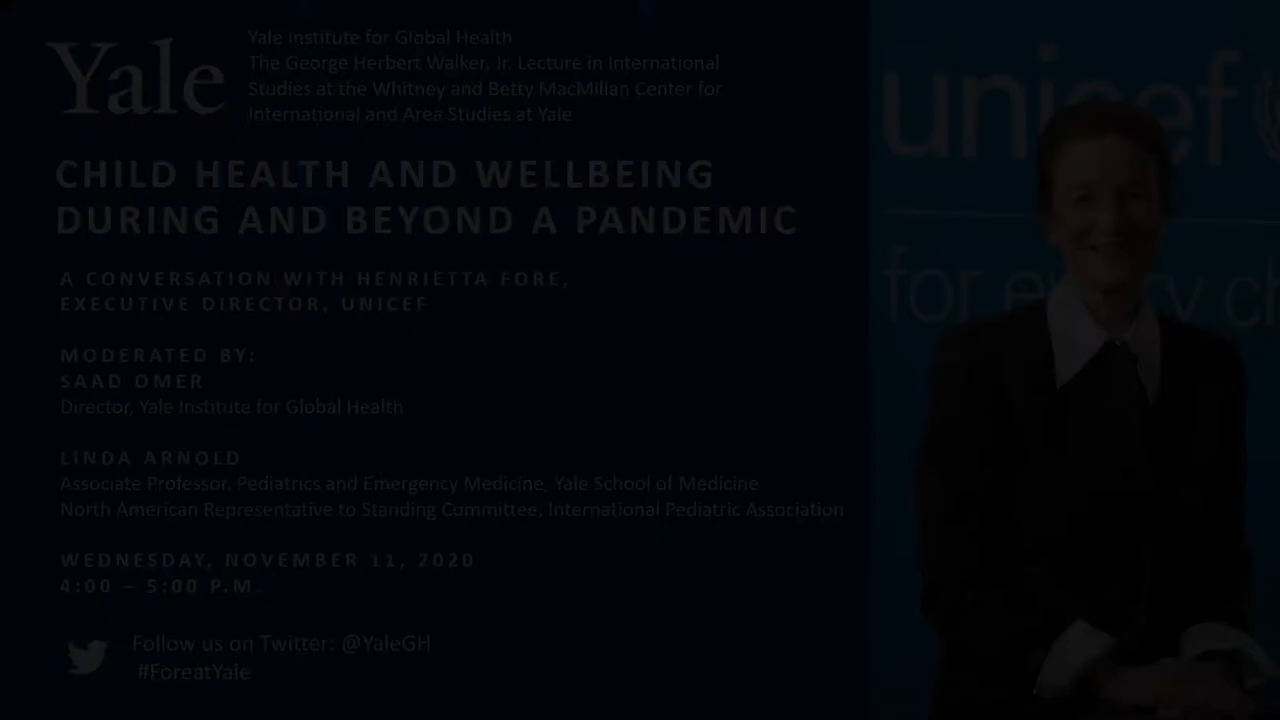 Yale
Yale Institute for Global Health
The George Herbert Walker, Jr. Lecture in International
Studies at the Whitney and Betty MacMillan Center for
International and Area Studies at Yale
CHILD HEALTH AND WELLBEING
DURING AND BEYOND A PANDEMIC
A CONVERSATION WITH HENRIETTA FORE,
EXECUTIVE DIRECTOR, UNICEF
MODERATED BY:
SAAD OMER
Director, Yale Institute for Global Health
LINDA ARNOLD
Associate Professor, Pediatrics and Emergency Medicine, Yale School of Medicine
North American Representative to Standing Committee, International Pediatric Association
WEDNESDAY, NOVEMBER 11, 2020
4:00 – 5:00 P.M.
Follow us on Twitter: @YaleGH
#ForeatYale
unicef
for every